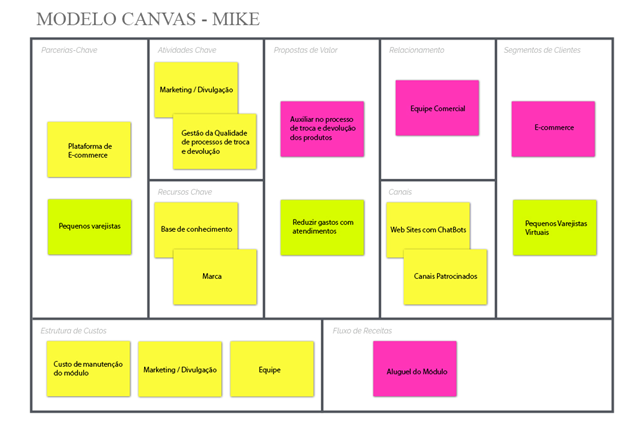 MODELO CANVAS - MIKE
Parcerias-Chave
Plataforma de
E-commerce
Pequenos varejistas
Atividades Chave
Marketing / Divulgação
Gestão da Qualidade
de processos de troca
e devolução
Recursos Chave
Base de conhecimento
Marca
Propostas de Valor
Auxiliar no processo
de troca e devolução
dos produtos
Reduzir gastos com
atendimentos
Relacionamento
Equipe Comercial
Canais
Web Sites com ChatBots
Canais Patrocinados
Segmentos de Clientes
E-commerce
Pequenos Varejistas
Virtuais
Estrutura de Custos
Custo de manutenção
do módulo
Marketing / Divulgação
Equipe
Fluxo de Receitas
Aluguel do Módulo